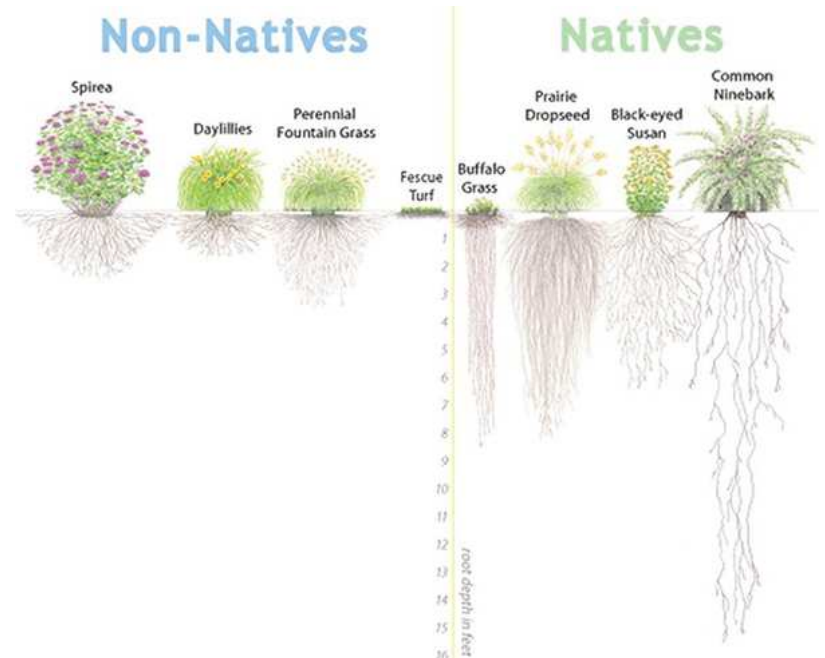 Non-Natives
Natives
Spirea
Daylillies
Perennial
Fountain Grass
Fescue
Turf
Buffalo
Grass
Prairie
Dropseed
Black-eyed
Susan
Common
Ninebark
1
2
3
4
5
6
7
8
9
10
11
12
13
14
15
16
root depth in feet